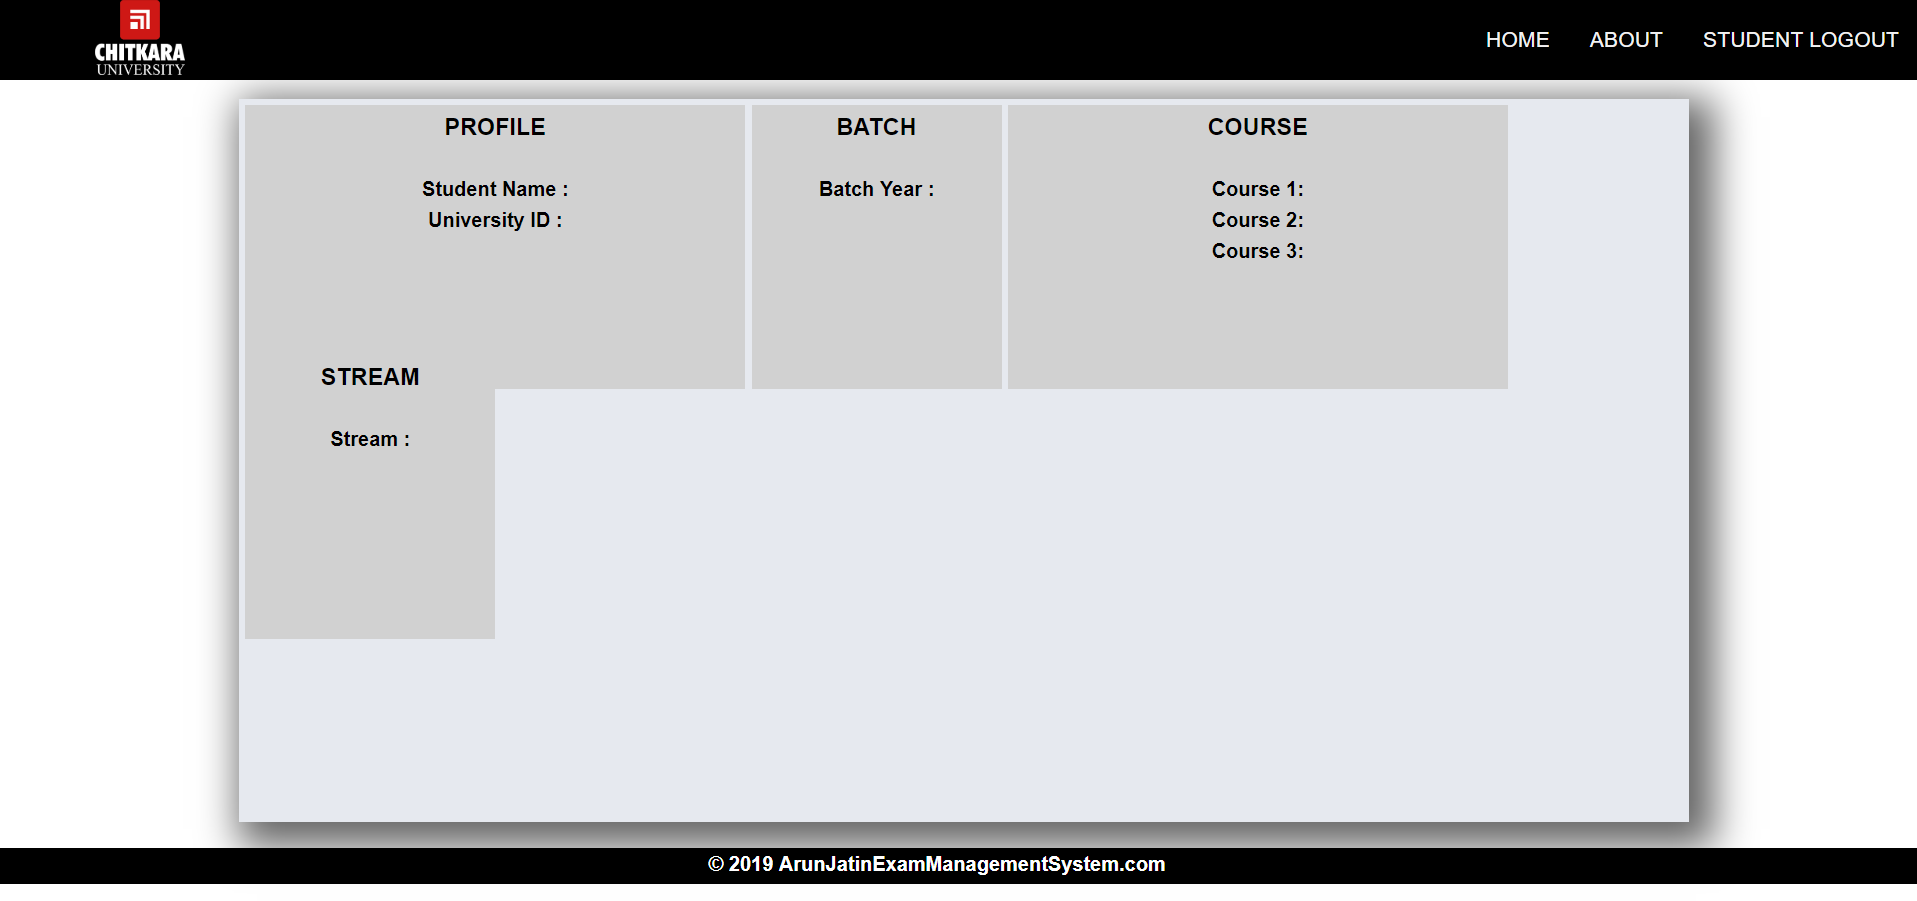 CHITKARA
UNIVERSITY
HOME ABOUT STUDENT LOGOUT
PROFILE
Student Name :
University ID :
BATCH
Batch Year :
COURSE
Course 1:
Course 2:
Course 3:
STREAM
Stream :
© 2019 ArunJatinExamManagementSystem.com